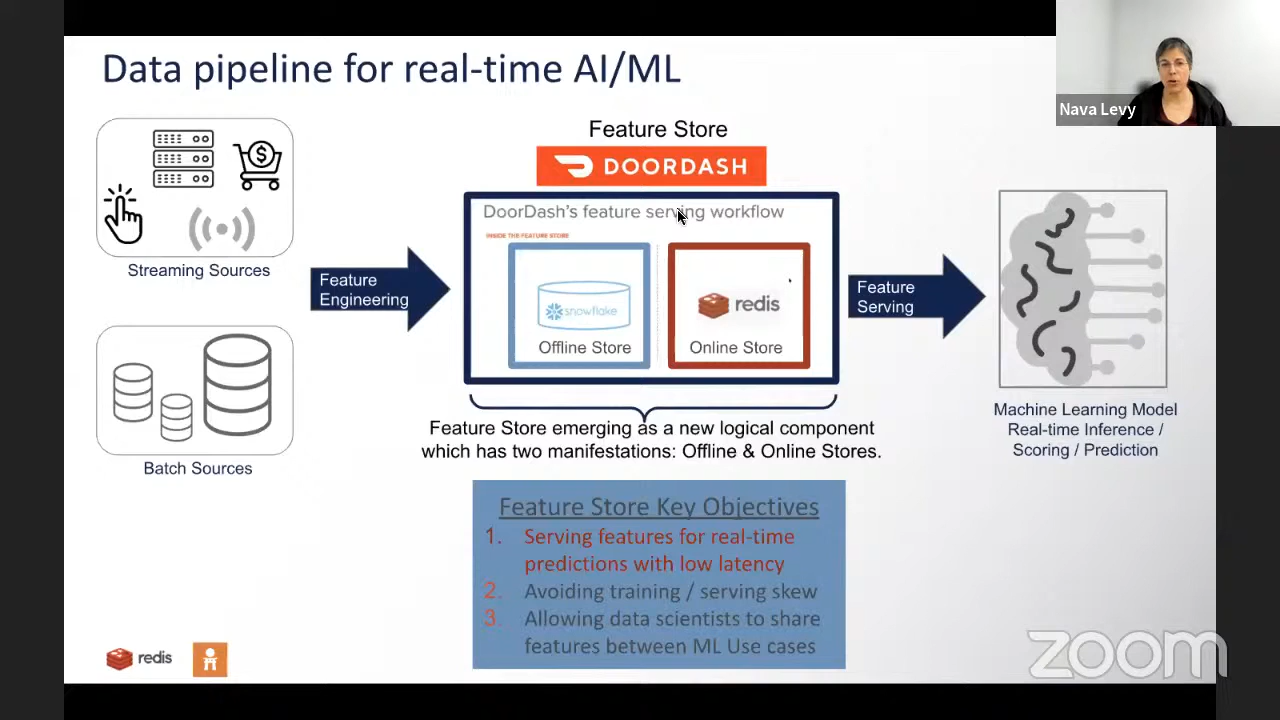 Data pipeline for real-time AI/ML
Nava Levy
Streaming Sources
Batch Sources
Feature
Engineering
Feature Store
DOORDASH
DoorDash's feature serving workflow
INSIDE THE FEATURE STORE
snowflake
Offline Store
redis
Online Store
Feature Store emerging as a new logical component
which has two manifestations: Offline & Online Stores.
Feature
Serving
Machine Learning Model
Real-time Inference /
Scoring / Prediction
Feature Store Key Objectives
1. Serving features for real-time
predictions with low latency
2. Avoiding training / serving skew
3. Allowing data scientists to share
features between ML Use cases
redis
zoom